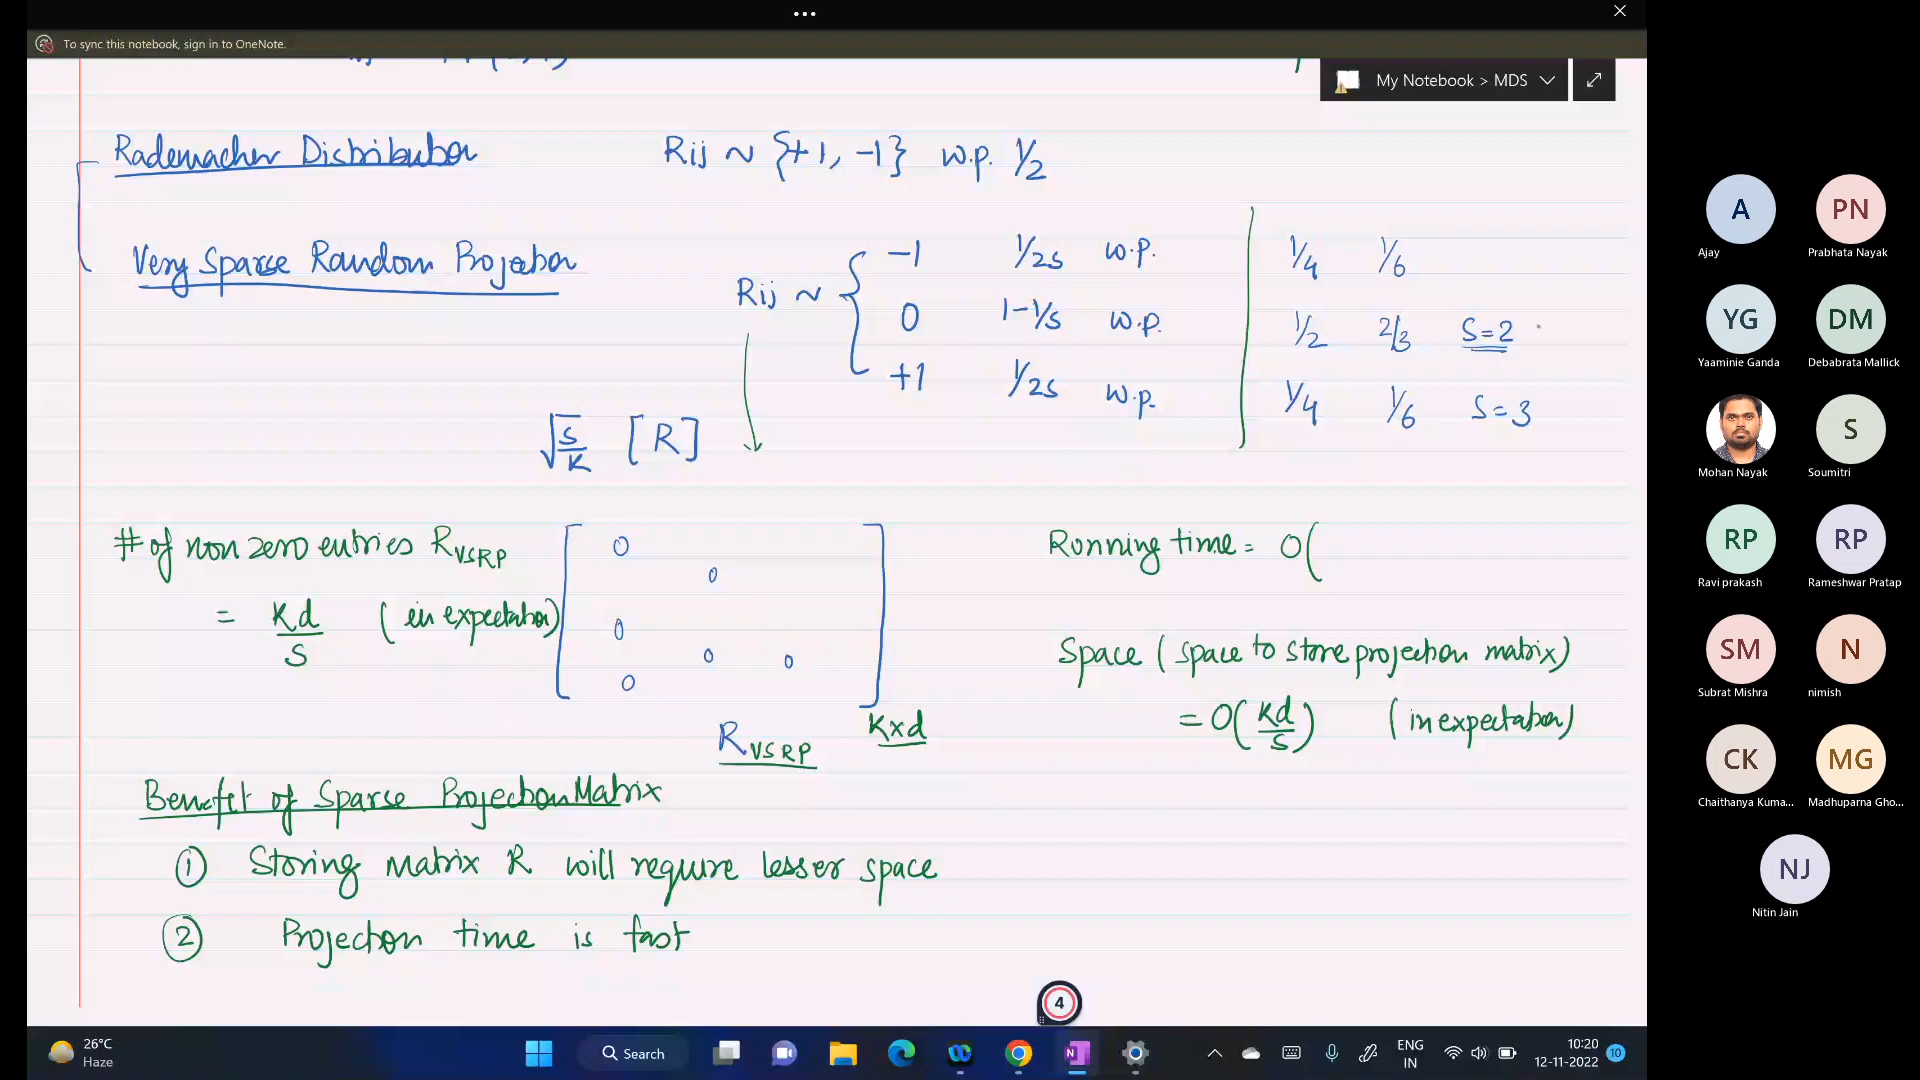 To sync this notebook, sign in to OneNote.
My Notebook > MDS
Rademacher Distribution Rij ~ {+1, -1} w.p. 1/2
Very Sparse Random Projection
Rij ~ { -1 1/2s w.p.
0 1-1/s w.p.
+1 1/2s w.p.
1/4 1/6
1/2 2/3 S=2
1/4 1/6 S=3
√s/k [R]
# of non zero entries R VSRP
= kd/s (in expectation)
0
0
0
0 0
0
R VSRP
k×d
Running time = O(
Space (space to store projection matrix)
= O(kd/s) (in expectation)
Benefit of Sparse Projection Matrix
① Storing Matrix R will require lesser space
② Projection time is fast
4
A
Ajay
PN
Prabhata Nayak
YG
Yaaminie Ganda
DM
Debabrata Mallick
Mohan Nayak
S
Soumitri
RP
Ravi prakash
RP
Rameshwar Pratap
SM
Subrat Mishra
N
nimish
CK
Chaithanya Kuma...
MG
Madhuparna Gho...
NJ
Nitin Jain
26°C
Haze
Search
ENG
IN
10:20
12-11-2022
10